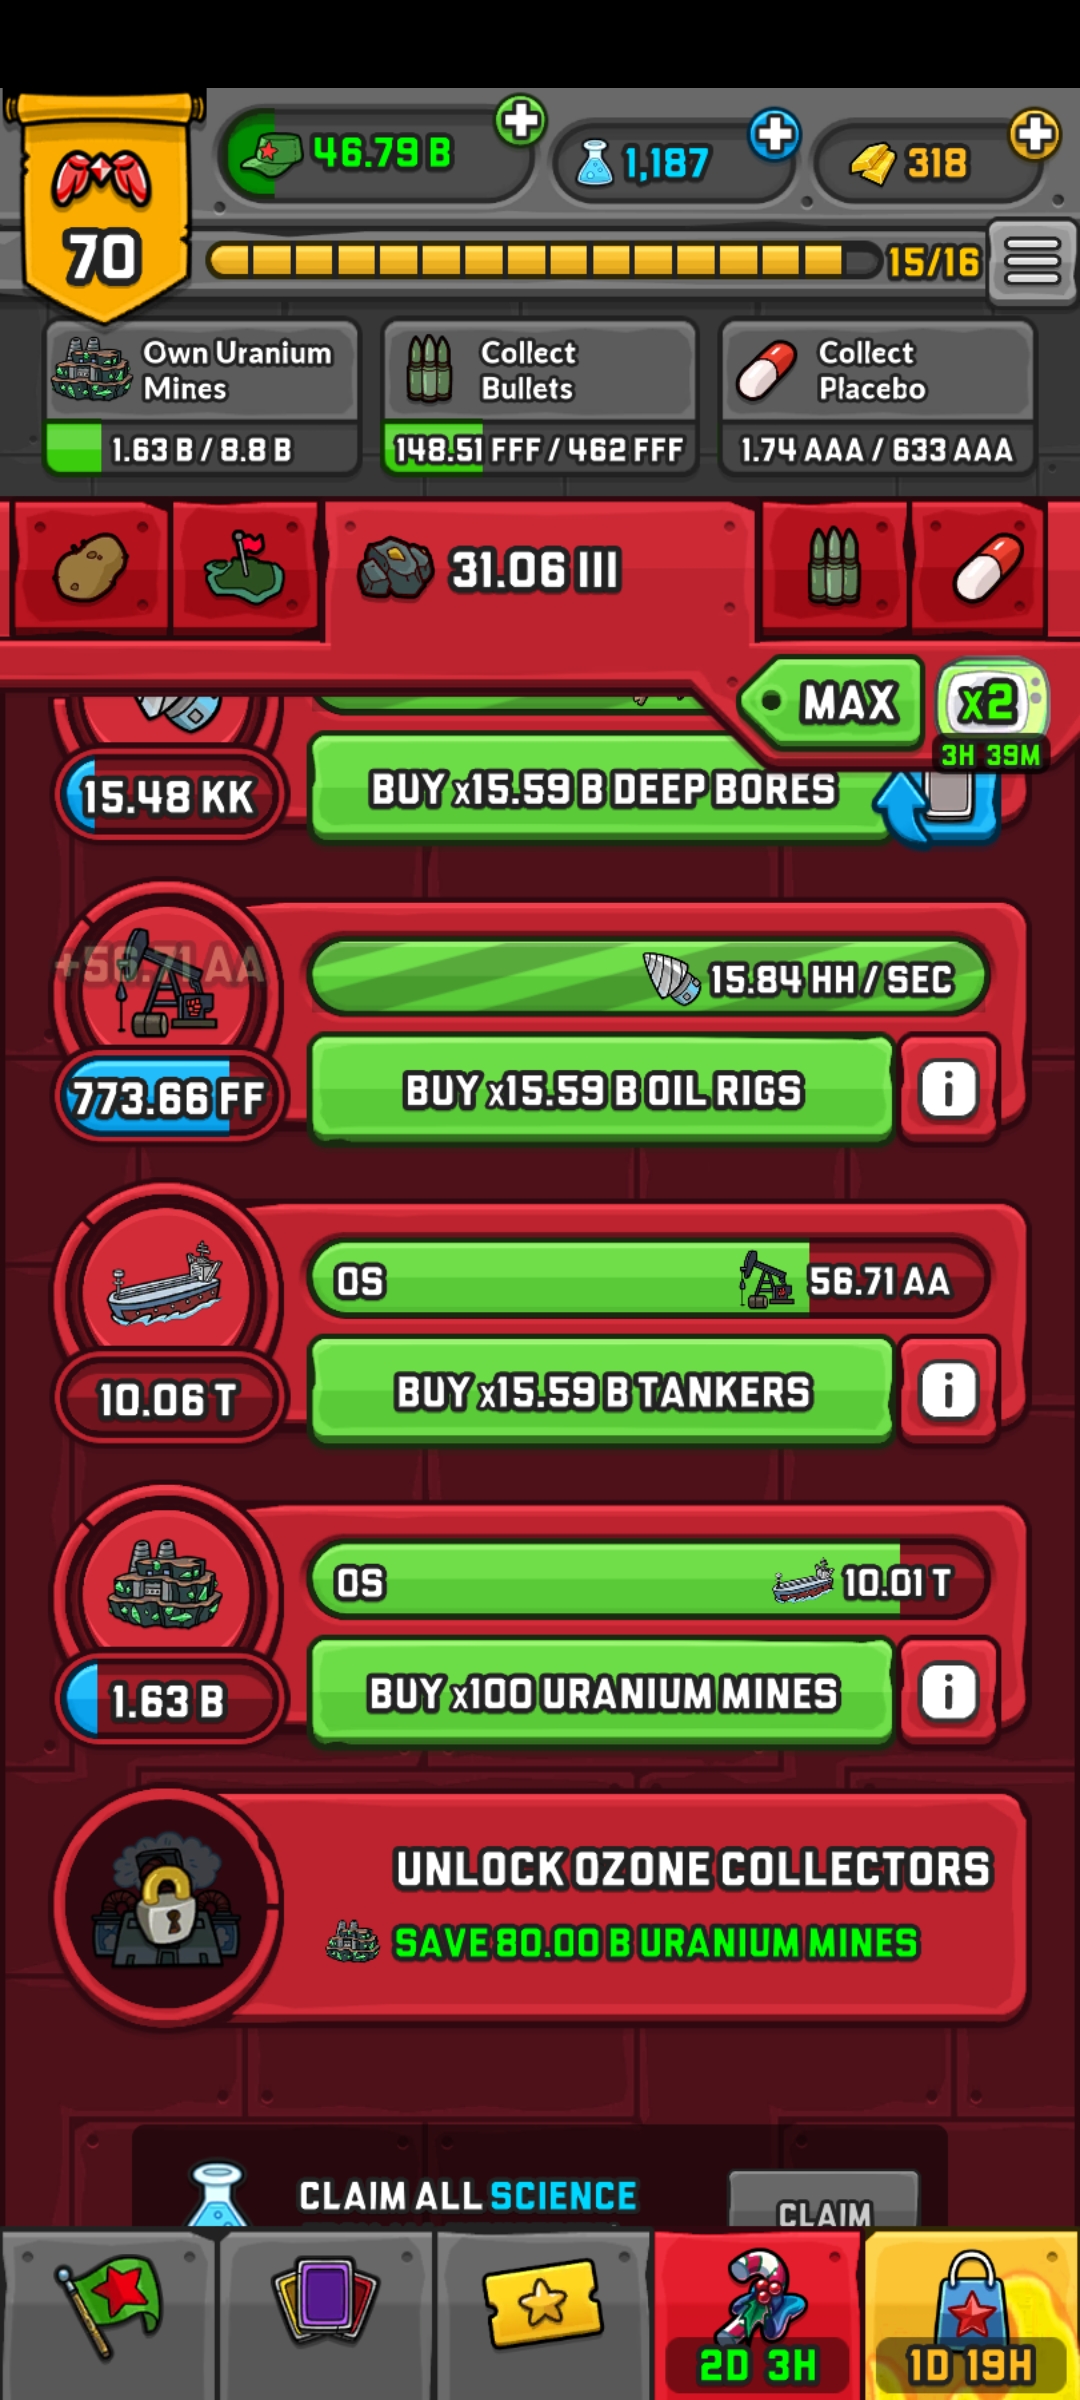 46.79 B
1,187
318
70
15/16
Own Uranium
Mines
1.63 B / 8.8 B
Collect
Bullets
148.51 FFF / 462 FFF
Collect
Placebo
1.74 AAA / 633 AAA
31.06 III
MAX
x2
3H 39M
15.48 KK
BUY x15.59 B DEEP BORES
+56.71 AA
15.84 HH / SEC
773.66 FF
BUY x15.59 B OIL RIGS
0S
56.71 AA
10.06 T
BUY x15.59 B TANKERS
0S
10.01 T
1.63 B
BUY x100 URANIUM MINES
UNLOCK OZONE COLLECTORS
SAVE 80.00 B URANIUM MINES
CLAIM ALL SCIENCE
CLAIM
2D 3H
1D 19H